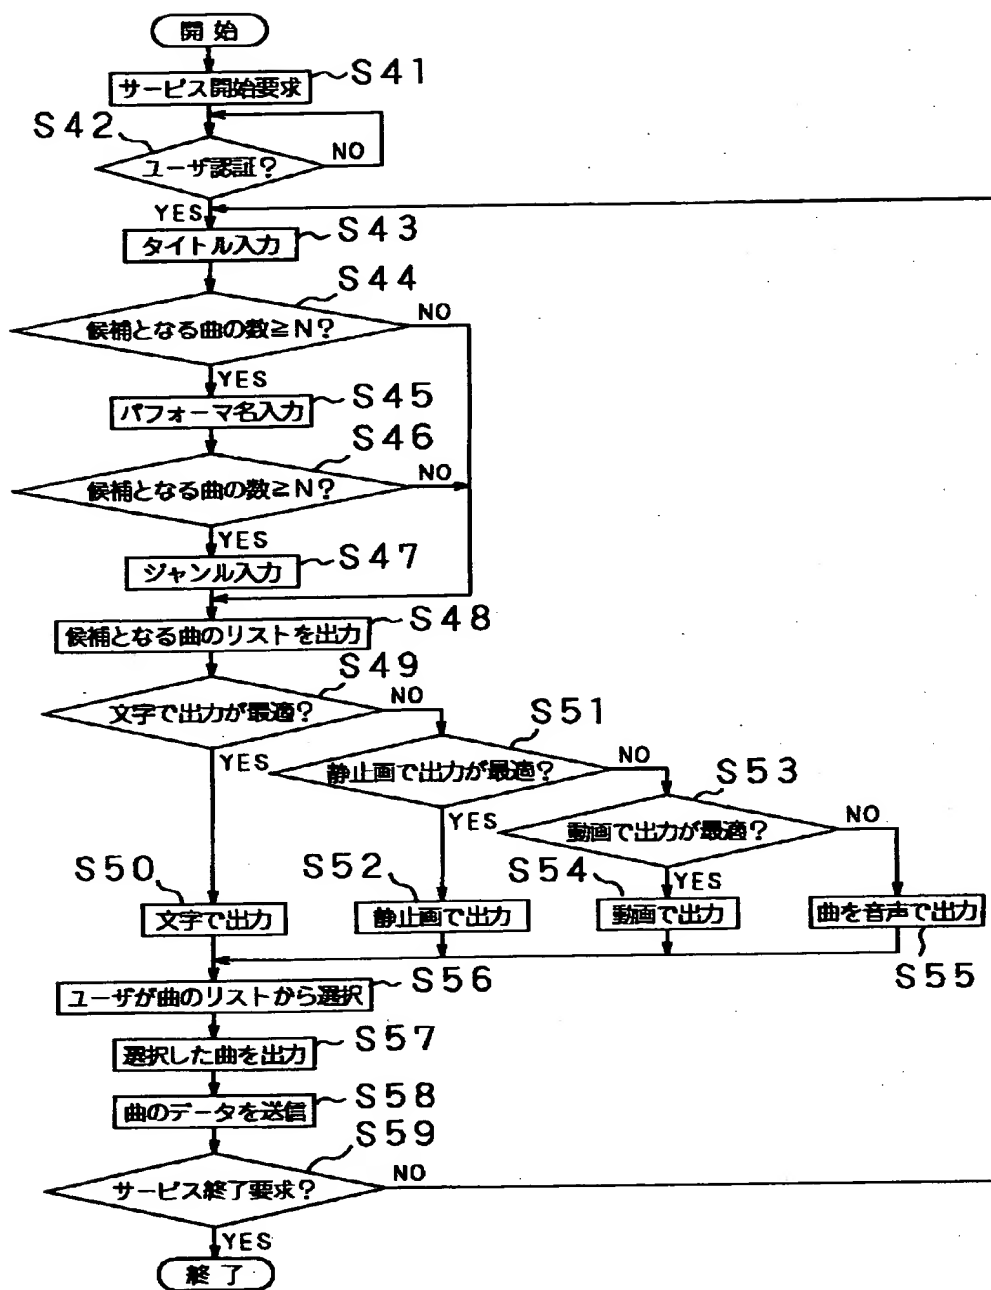 開始
サービス開始要求
S41
S42
ユーザ認証？
NO
YES
タイトル入力
S43
S44
候補となる曲の数≧N？
NO
YES
パフォーマ名入力
S45
S46
候補となる曲の数≧N？
NO
YES
ジャンル入力
S47
候補となる曲のリストを出力
S48
S49
文字で出力が最適？
NO
YES
S51
静止画で出力が最適？
NO
YES
S53
動画で出力が最適？
NO
YES
S50
文字で出力
S52
静止画で出力
S54
動画で出力
曲を音声で出力
S55
ユーザが曲のリストから選択
S56
選択した曲を出力
S57
曲のデータを送信
S58
S59
サービス終了要求？
NO
YES
終了